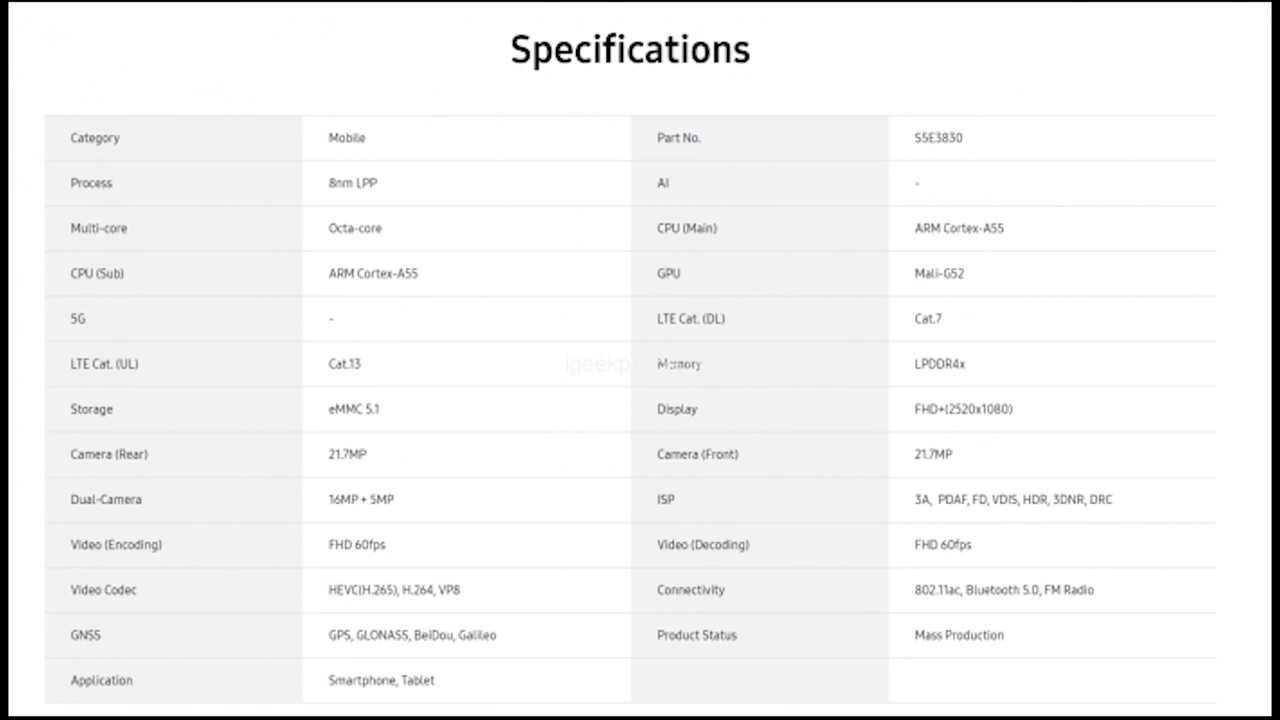 Specifications
Category Mobile Part No. S5E3830
Process 8nm LPP AI -
Multi-core Octa-core CPU (Main) ARM Cortex-A55
CPU (Sub) ARM Cortex-A55 GPU Mali-G52
5G - LTE Cat. (DL) Cat.7
LTE Cat. (UL) Cat.13 Memory LPDDR4x
Storage eMMC 5.1 Display FHD+(2520x1080)
Camera (Rear) 21.7MP Camera (Front) 21.7MP
Dual-Camera 16MP + 5MP ISP 3A, PDAF, FD, VDIS, HDR, 3DNR, DRC
Video (Encoding) FHD 60fps Video (Decoding) FHD 60fps
Video Codec HEVC(H.265), H.264, VP8 Connectivity 802.11ac, Bluetooth 5.0, FM Radio
GNSS GPS, GLONASS, BeiDou, Galileo Product Status Mass Production
Application Smartphone, Tablet